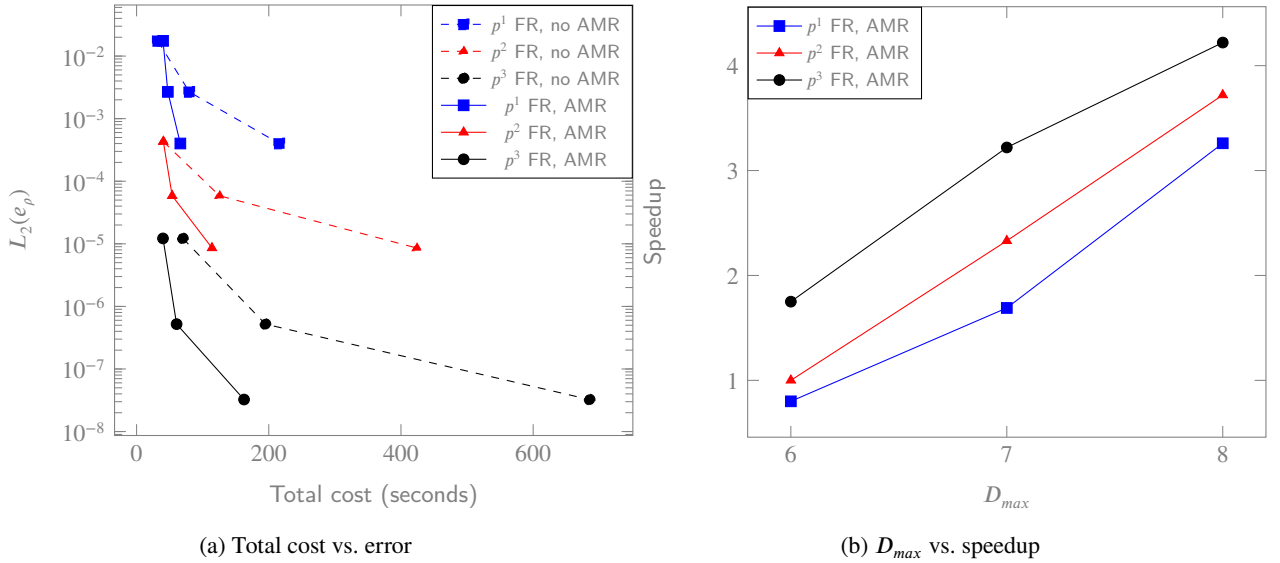 10⁻²
10⁻³
10⁻⁴
10⁻⁵
10⁻⁶
10⁻⁷
10⁻⁸
L₂(eᵨ)
0
200
400
600
Total cost (seconds)
p¹ FR, no AMR
p² FR, no AMR
p³ FR, no AMR
p¹ FR, AMR
p² FR, AMR
p³ FR, AMR
(a) Total cost vs. error
4
3
2
1
Speedup
6
7
8
D_max
p¹ FR, AMR
p² FR, AMR
p³ FR, AMR
(b) D_max vs. speedup